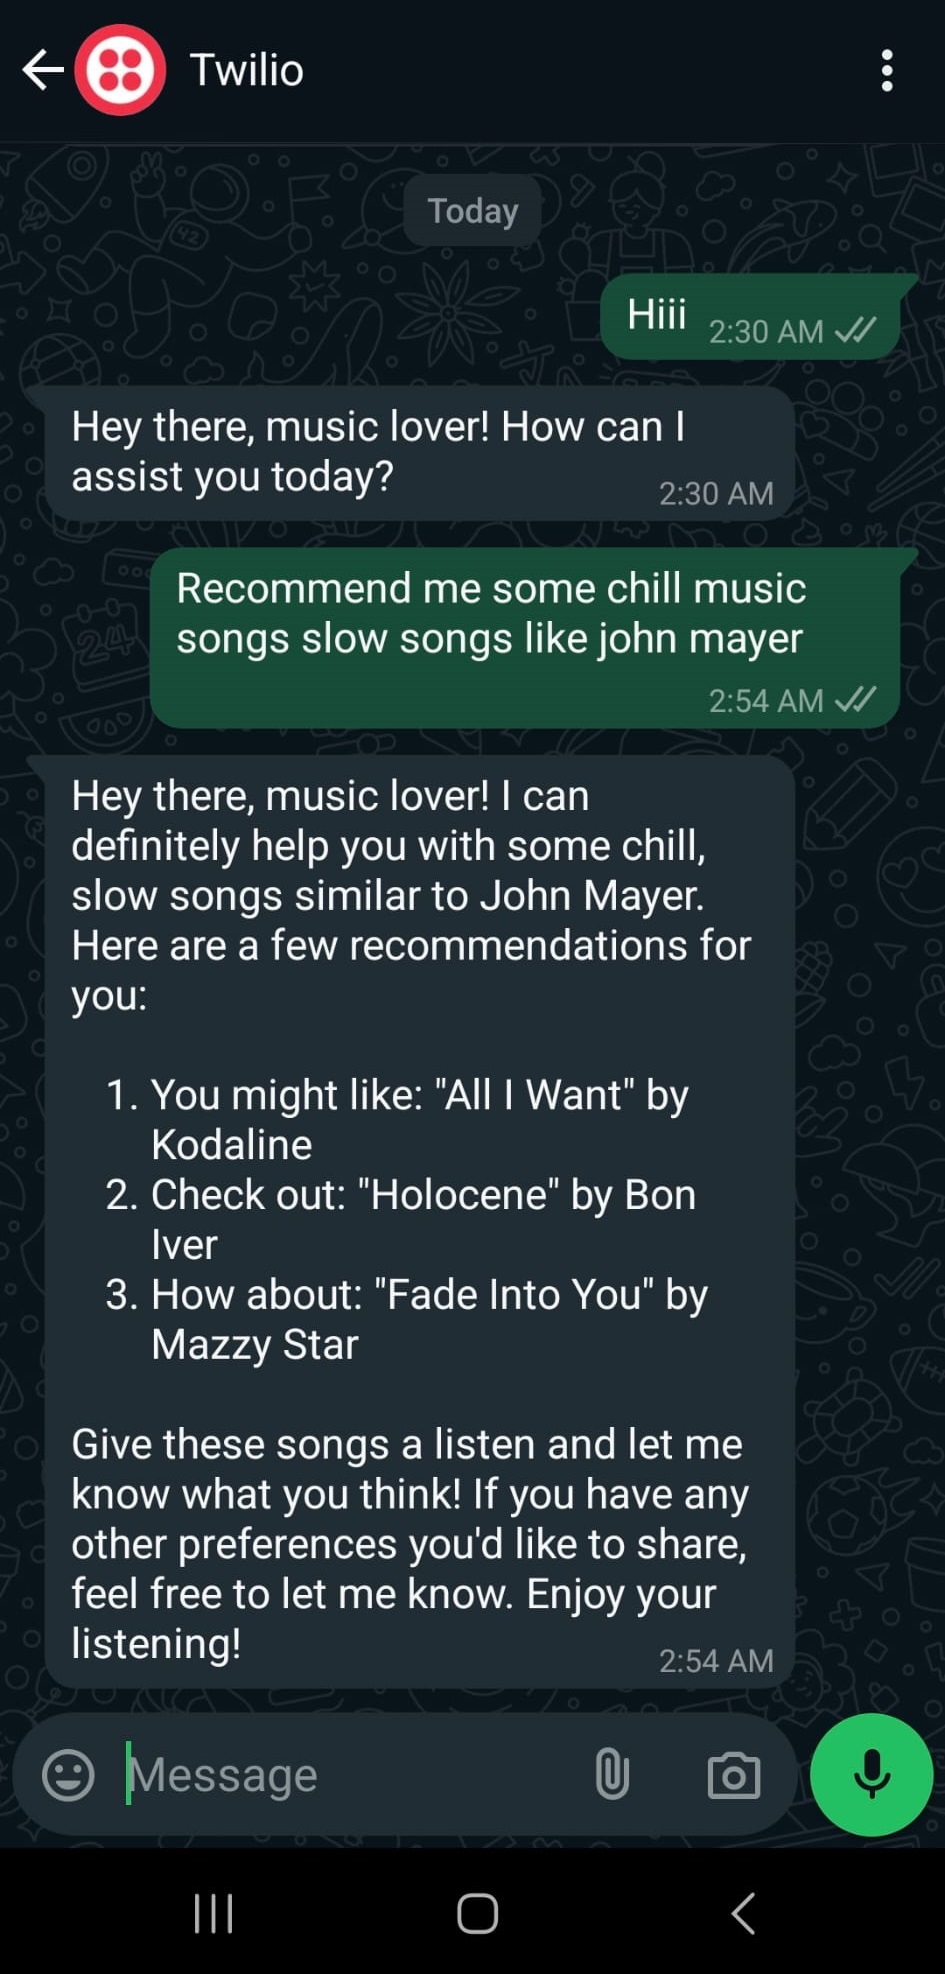 Twilio
Today
Hiii
2:30 AM
Hey there, music lover! How can I
assist you today?
2:30 AM
Recommend me some chill music
songs slow songs like john mayer
2:54 AM
Hey there, music lover! I can
definitely help you with some chill,
slow songs similar to John Mayer.
Here are a few recommendations for
you:
1. You might like: "All I Want" by
Kodaline
2. Check out: "Holocene" by Bon
Iver
3. How about: "Fade Into You" by
Mazzy Star
Give these songs a listen and let me
know what you think! If you have any
other preferences you'd like to share,
feel free to let me know. Enjoy your
listening!
2:54 AM
Message